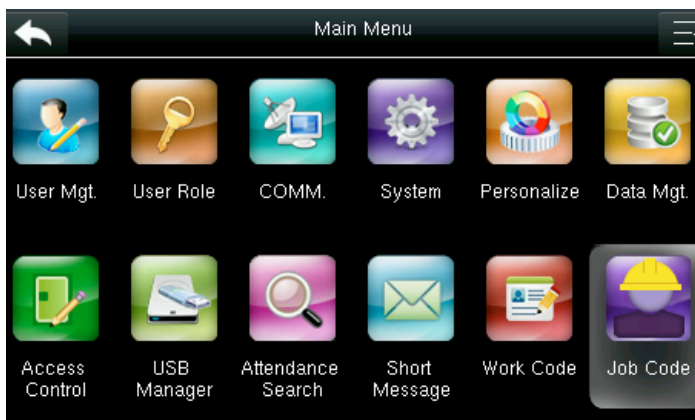 Main Menu
User Mgt.
User Role
COMM.
System
Personalize
Data Mgt.
Access
Control
USB
Manager
Attendance
Search
Short
Message
Work Code
Job Code